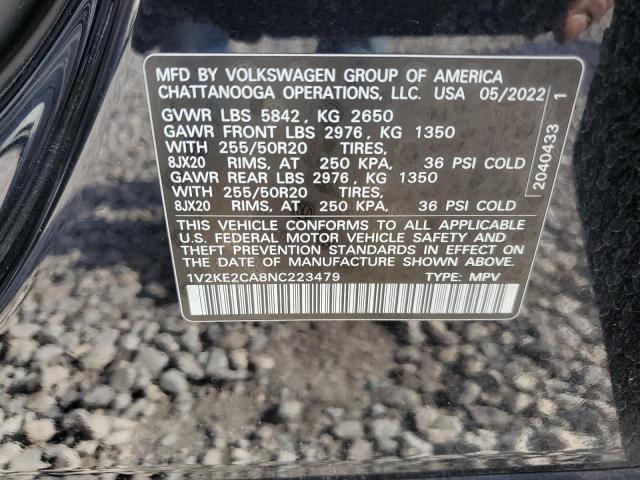 MFD BY VOLKSWAGEN GROUP OF AMERICA
CHATTANOOGA OPERATIONS, LLC. USA 05/2022
GVWR LBS 5842, KG 2650
GAWR FRONT LBS 2976, KG 1350
WITH 255/50R20 TIRES,
8JX20 RIMS, AT 250 KPA, 36 PSI COLD
GAWR REAR LBS 2976, KG 1350
WITH 255/50R20 TIRES,
8JX20 RIMS, AT 250 KPA, 36 PSI COLD
THIS VEHICLE CONFORMS TO ALL APPLICABLE
U.S. FEDERAL MOTOR VEHICLE SAFETY AND
THEFT PREVENTION STANDARDS IN EFFECT ON
THE DATE OF MANUFACTURE SHOWN ABOVE.
1V2KE2CA8NC223479 TYPE: MPV
2040433 1